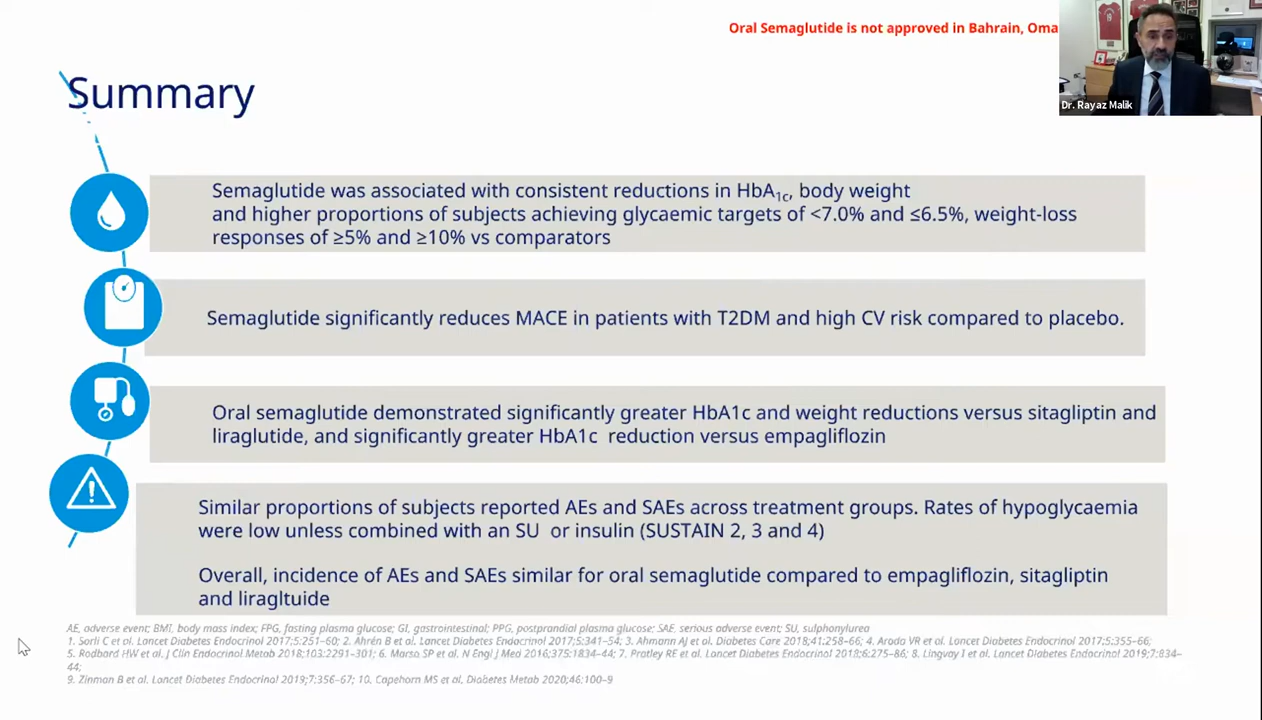 Oral Semaglutide is not approved in Bahrain, Oma
Dr. Rayaz Malik
Summary
Semaglutide was associated with consistent reductions in HbA1c, body weight
and higher proportions of subjects achieving glycaemic targets of <7.0% and ≤6.5%, weight-loss
responses of ≥5% and ≥10% vs comparators
Semaglutide significantly reduces MACE in patients with T2DM and high CV risk compared to placebo.
Oral semaglutide demonstrated significantly greater HbA1c and weight reductions versus sitagliptin and
liraglutide, and significantly greater HbA1c  reduction versus empagliflozin
Similar proportions of subjects reported AEs and SAEs across treatment groups. Rates of hypoglycaemia
were low unless combined with an SU  or insulin (SUSTAIN 2, 3 and 4)
Overall, incidence of AEs and SAEs similar for oral semaglutide compared to empagliflozin, sitagliptin
and liragltuide
AE, adverse event; BMI, body mass index; FPG, fasting plasma glucose; GI, gastrointestinal; PPG, postprandial plasma glucose; SAE, serious adverse event; SU, sulphonylurea
1. Sorli C et al. Lancet Diabetes Endocrinol 2017;5:251–60; 2. Ahrén B et al. Lancet Diabetes Endocrinol 2017;5:341–54; 3. Ahmann AJ et al. Diabetes Care 2018;41:258–66; 4. Aroda VR et al. Lancet Diabetes Endocrinol 2017;5:355–66;
5. Rodbard HW et al. J Clin Endocrinol Metab 2018;103:2291–301; 6. Marso SP et al. N Engl J Med 2016;375:1834–44; 7. Pratley RE et al. Lancet Diabetes Endocrinol 2018;6:275–86; 8. Lingvay I et al. Lancet Diabetes Endocrinol 2019;7:834–
44;
9. Zinman B et al. Lancet Diabetes Endocrinol 2019;7:356–67; 10. Capehorn MS et al. Diabetes Metab 2020;46:100–9